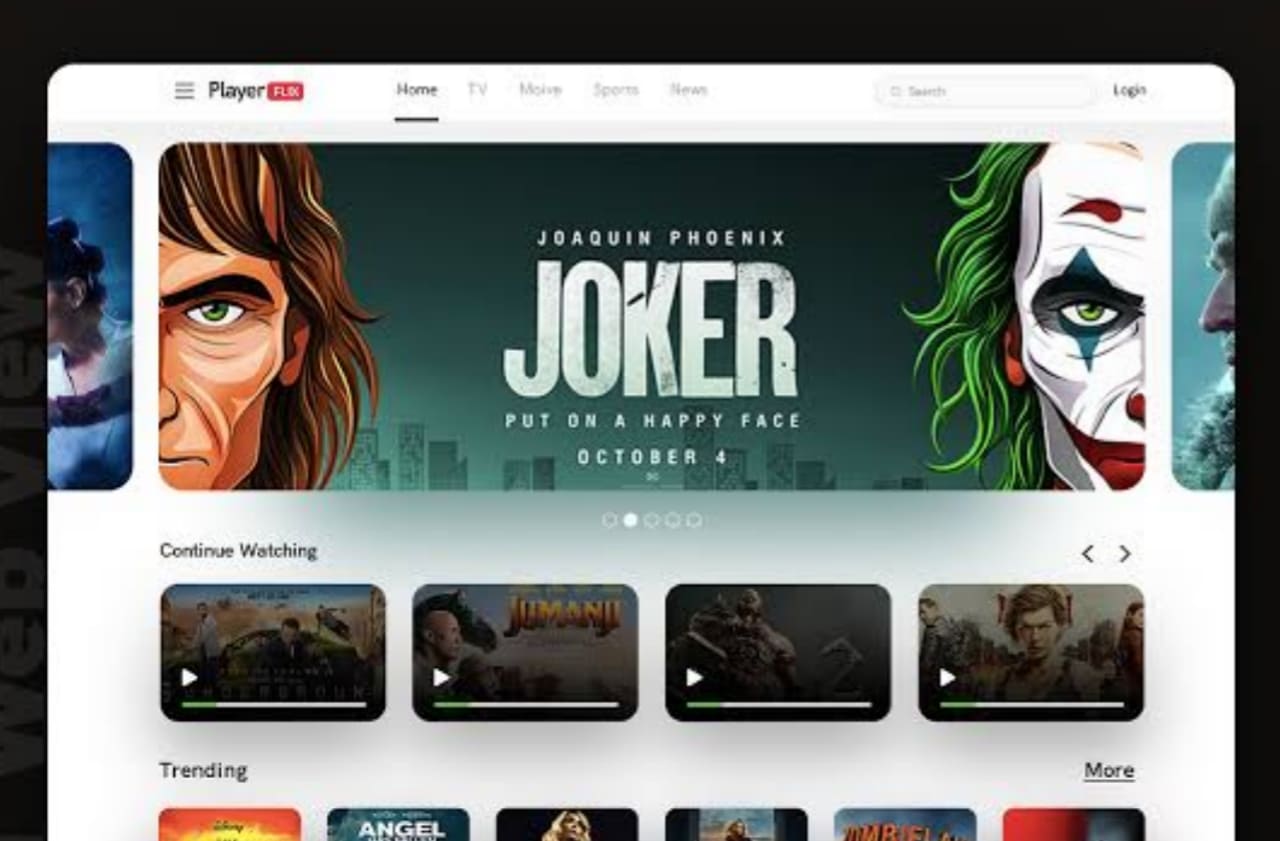 Player FLIX
Home TV Moive Sports News
Search
Login
JOAQUIN PHOENIX
JOKER
PUT ON A HAPPY FACE
OCTOBER 4
Continue Watching
JUMANJI
Trending
More
Disney
ANGEL
Web View